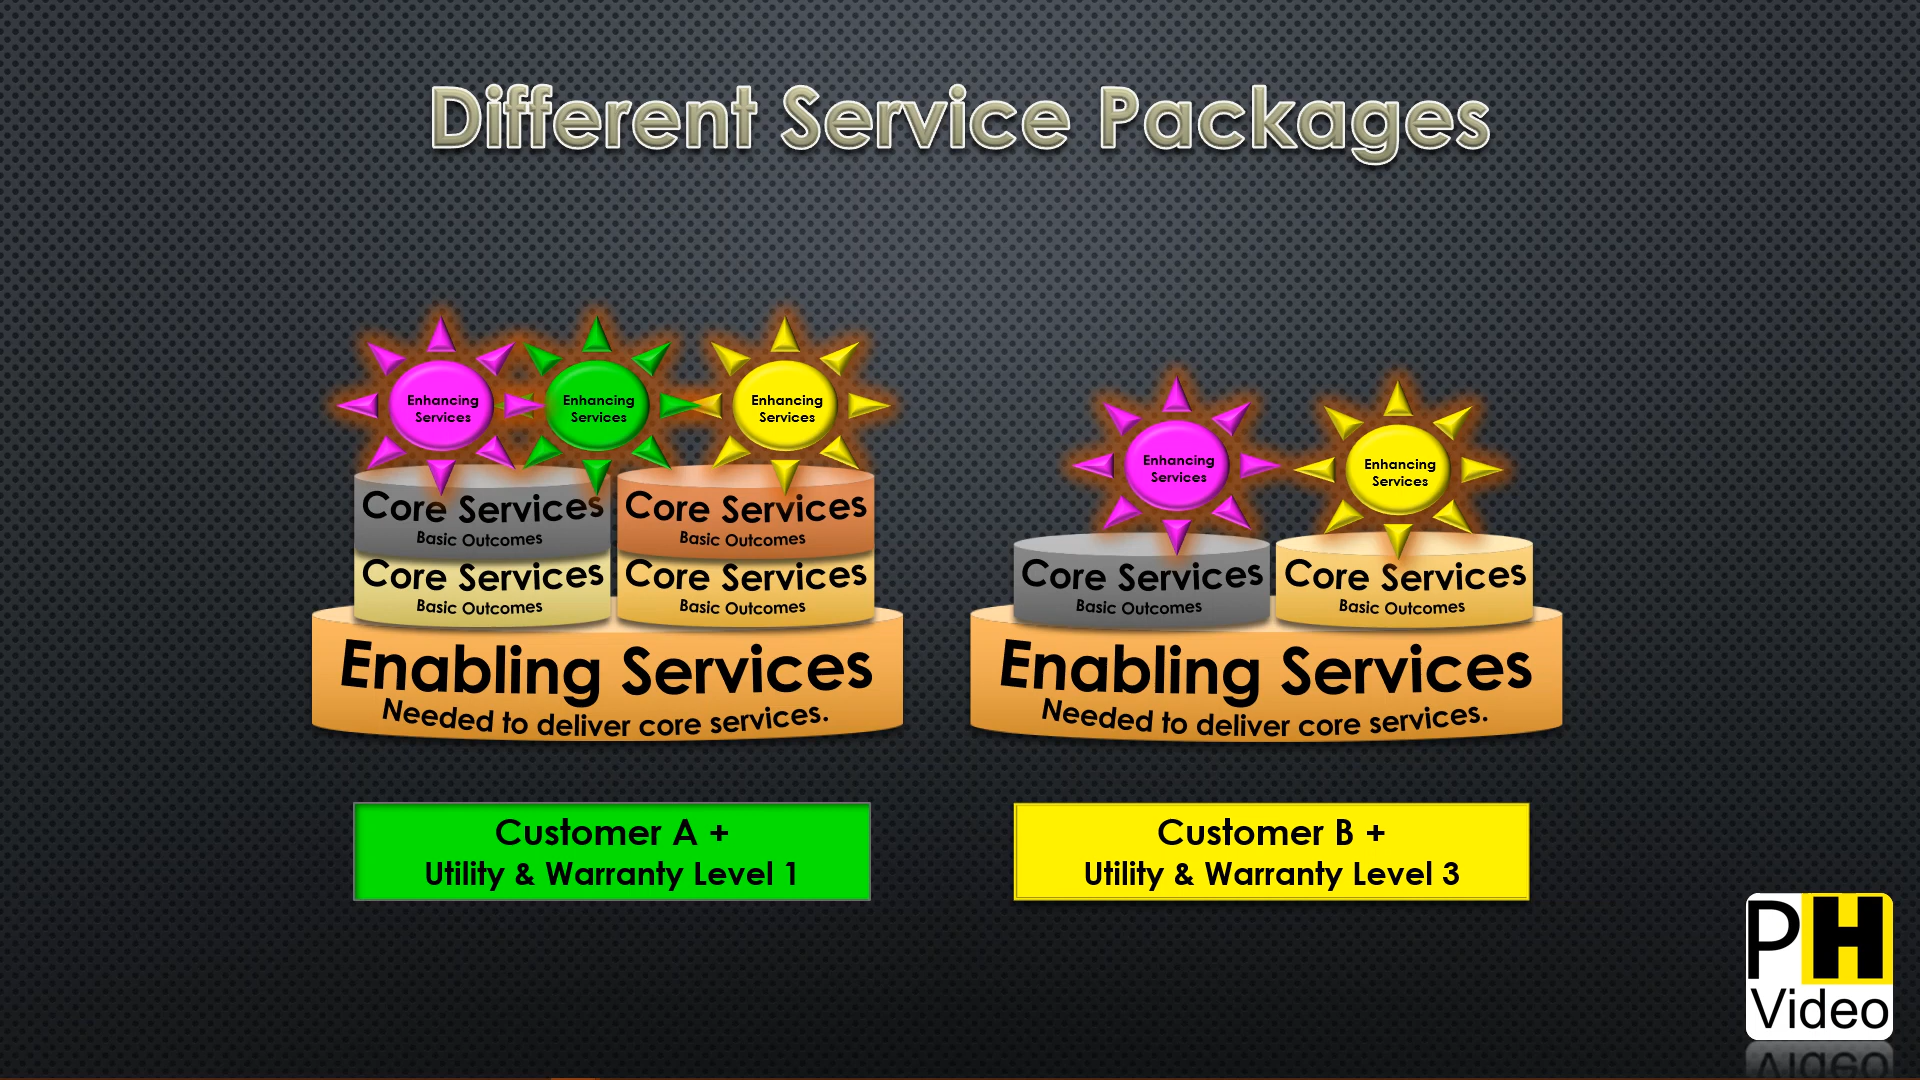 Different Service Packages
Enhancing
Services
Enhancing
Services
Enhancing
Services
Core Services
Basic Outcomes
Core Services
Basic Outcomes
Core Services
Basic Outcomes
Core Services
Basic Outcomes
Enabling Services
Needed to deliver core services.
Customer A +
Utility & Warranty Level 1
Enhancing
Services
Enhancing
Services
Core Services
Basic Outcomes
Core Services
Basic Outcomes
Enabling Services
Needed to deliver core services.
Customer B +
Utility & Warranty Level 3
PH
Video